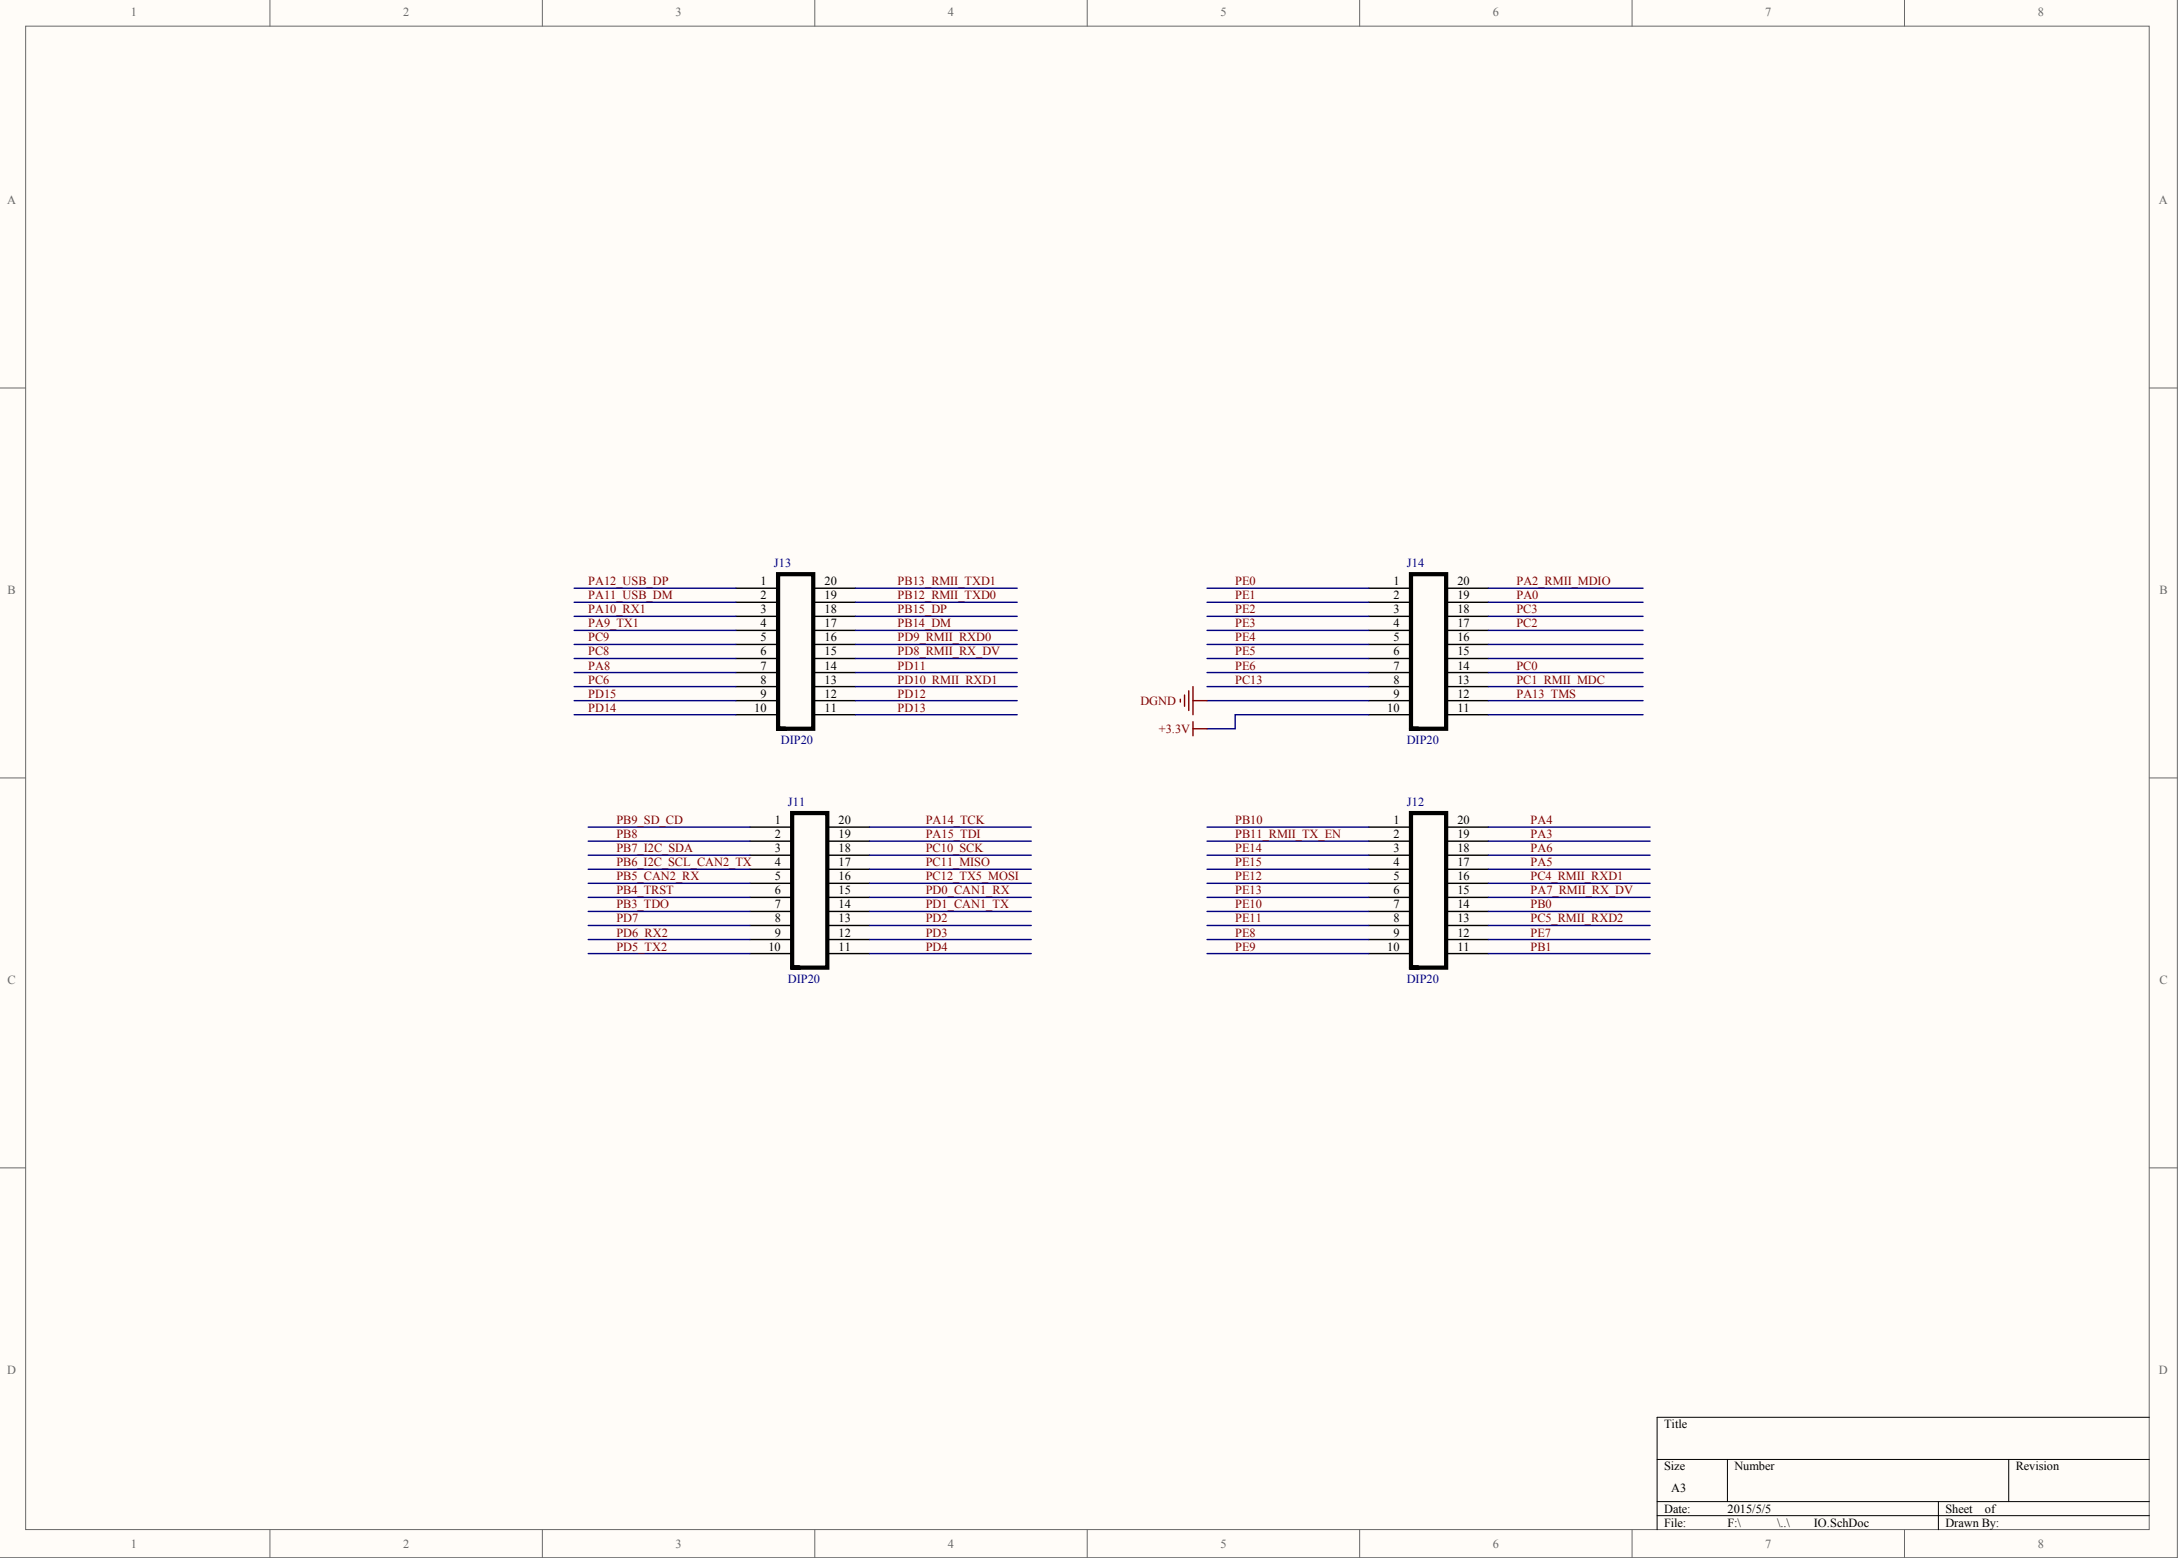 1 2 3 4 5 6 7 8
A A
J13
PA12_USB_DP 1 20 PB13_RMII_TXD1
PA11_USB_DM 2 19 PB12_RMII_TXD0
PA10_RX1 3 18 PB15_DP
PA9_TX1 4 17 PB14_DM
PC9 5 16 PD9_RMII_RXD0
PC8 6 15 PD8_RMII_RX_DV
PA8 7 14 PD11
PC6 8 13 PD10_RMII_RXD1
PD15 9 12 PD12
PD14 10 11 PD13
DIP20
J14
PE0 1 20 PA2_RMII_MDIO
PE1 2 19 PA0
PE2 3 18 PC3
PE3 4 17 PC2
PE4 5 16
PE5 6 15
PE6 7 14 PC0
PC13 8 13 PC1_RMII_MDC
DGND 9 12 PA13_TMS
10 11
+3.3V
DIP20
B B
J11
PB9_SD_CD 1 20 PA14_TCK
PB8 2 19 PA15_TDI
PB7_I2C_SDA 3 18 PC10_SCK
PB6_I2C_SCL_CAN2_TX 4 17 PC11_MISO
PB5_CAN2_RX 5 16 PC12_TX5_MOSI
PB4_TRST 6 15 PD0_CAN1_RX
PB3_TDO 7 14 PD1_CAN1_TX
PD7 8 13 PD2
PD6_RX2 9 12 PD3
PD5_TX2 10 11 PD4
DIP20
J12
PB10 1 20 PA4
PB11_RMII_TX_EN 2 19 PA3
PE14 3 18 PA6
PE15 4 17 PA5
PE12 5 16 PC4_RMII_RXD1
PE13 6 15 PA7_RMII_RX_DV
PE10 7 14 PB0
PE11 8 13 PC5_RMII_RXD2
PE8 9 12 PE7
PE9 10 11 PB1
DIP20
C C
D D
Title
Size Number Revision
A3
Date: 2015/5/5 Sheet of
File: F:\ \..\ IO.SchDoc Drawn By:
1 2 3 4 5 6 7 8